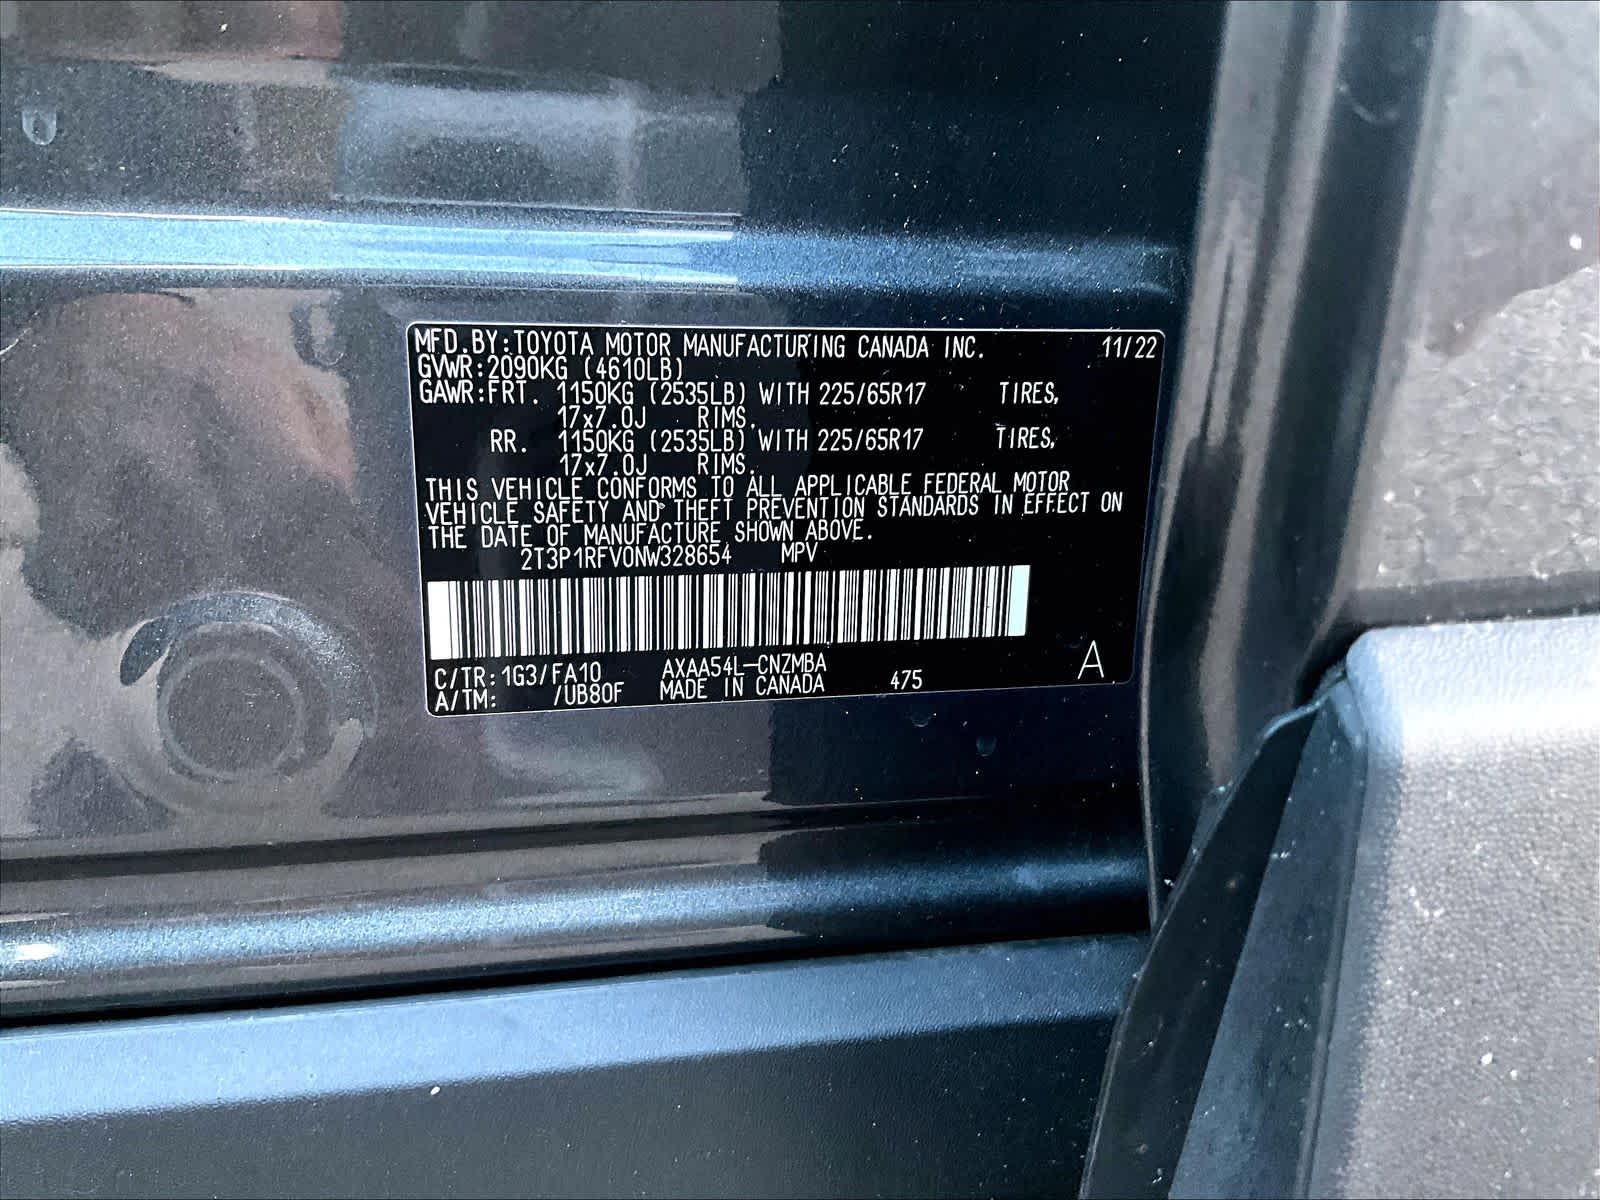 MFD.BY:TOYOTA MOTOR MANUFACTURING CANADA INC. 11/22
GVWR:2090KG (4610LB)
GAWR:FRT. 1150KG (2535LB) WITH 225/65R17 TIRES,
17x7.0J RIMS.
RR. 1150KG (2535LB) WITH 225/65R17 TIRES,
17x7.0J RIMS.
THIS VEHICLE CONFORMS TO ALL APPLICABLE FEDERAL MOTOR
VEHICLE SAFETY AND THEFT PREVENTION STANDARDS IN EFFECT ON
THE DATE OF MANUFACTURE SHOWN ABOVE.
2T3P1RFV0NW328654 MPV
C/TR:1G3/FA10 AXAA54L-CNZMBA
A/TM: /UB80F MADE IN CANADA 475 A